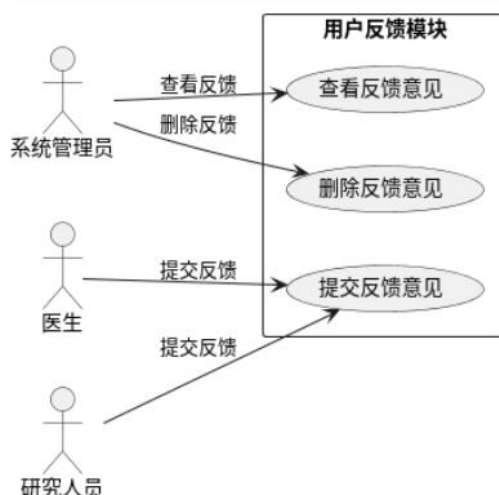 用户反馈模块
查看反馈
查看反馈意见
删除反馈
系统管理员
删除反馈意见
提交反馈
提交反馈意见
医生
提交反馈
研究人员